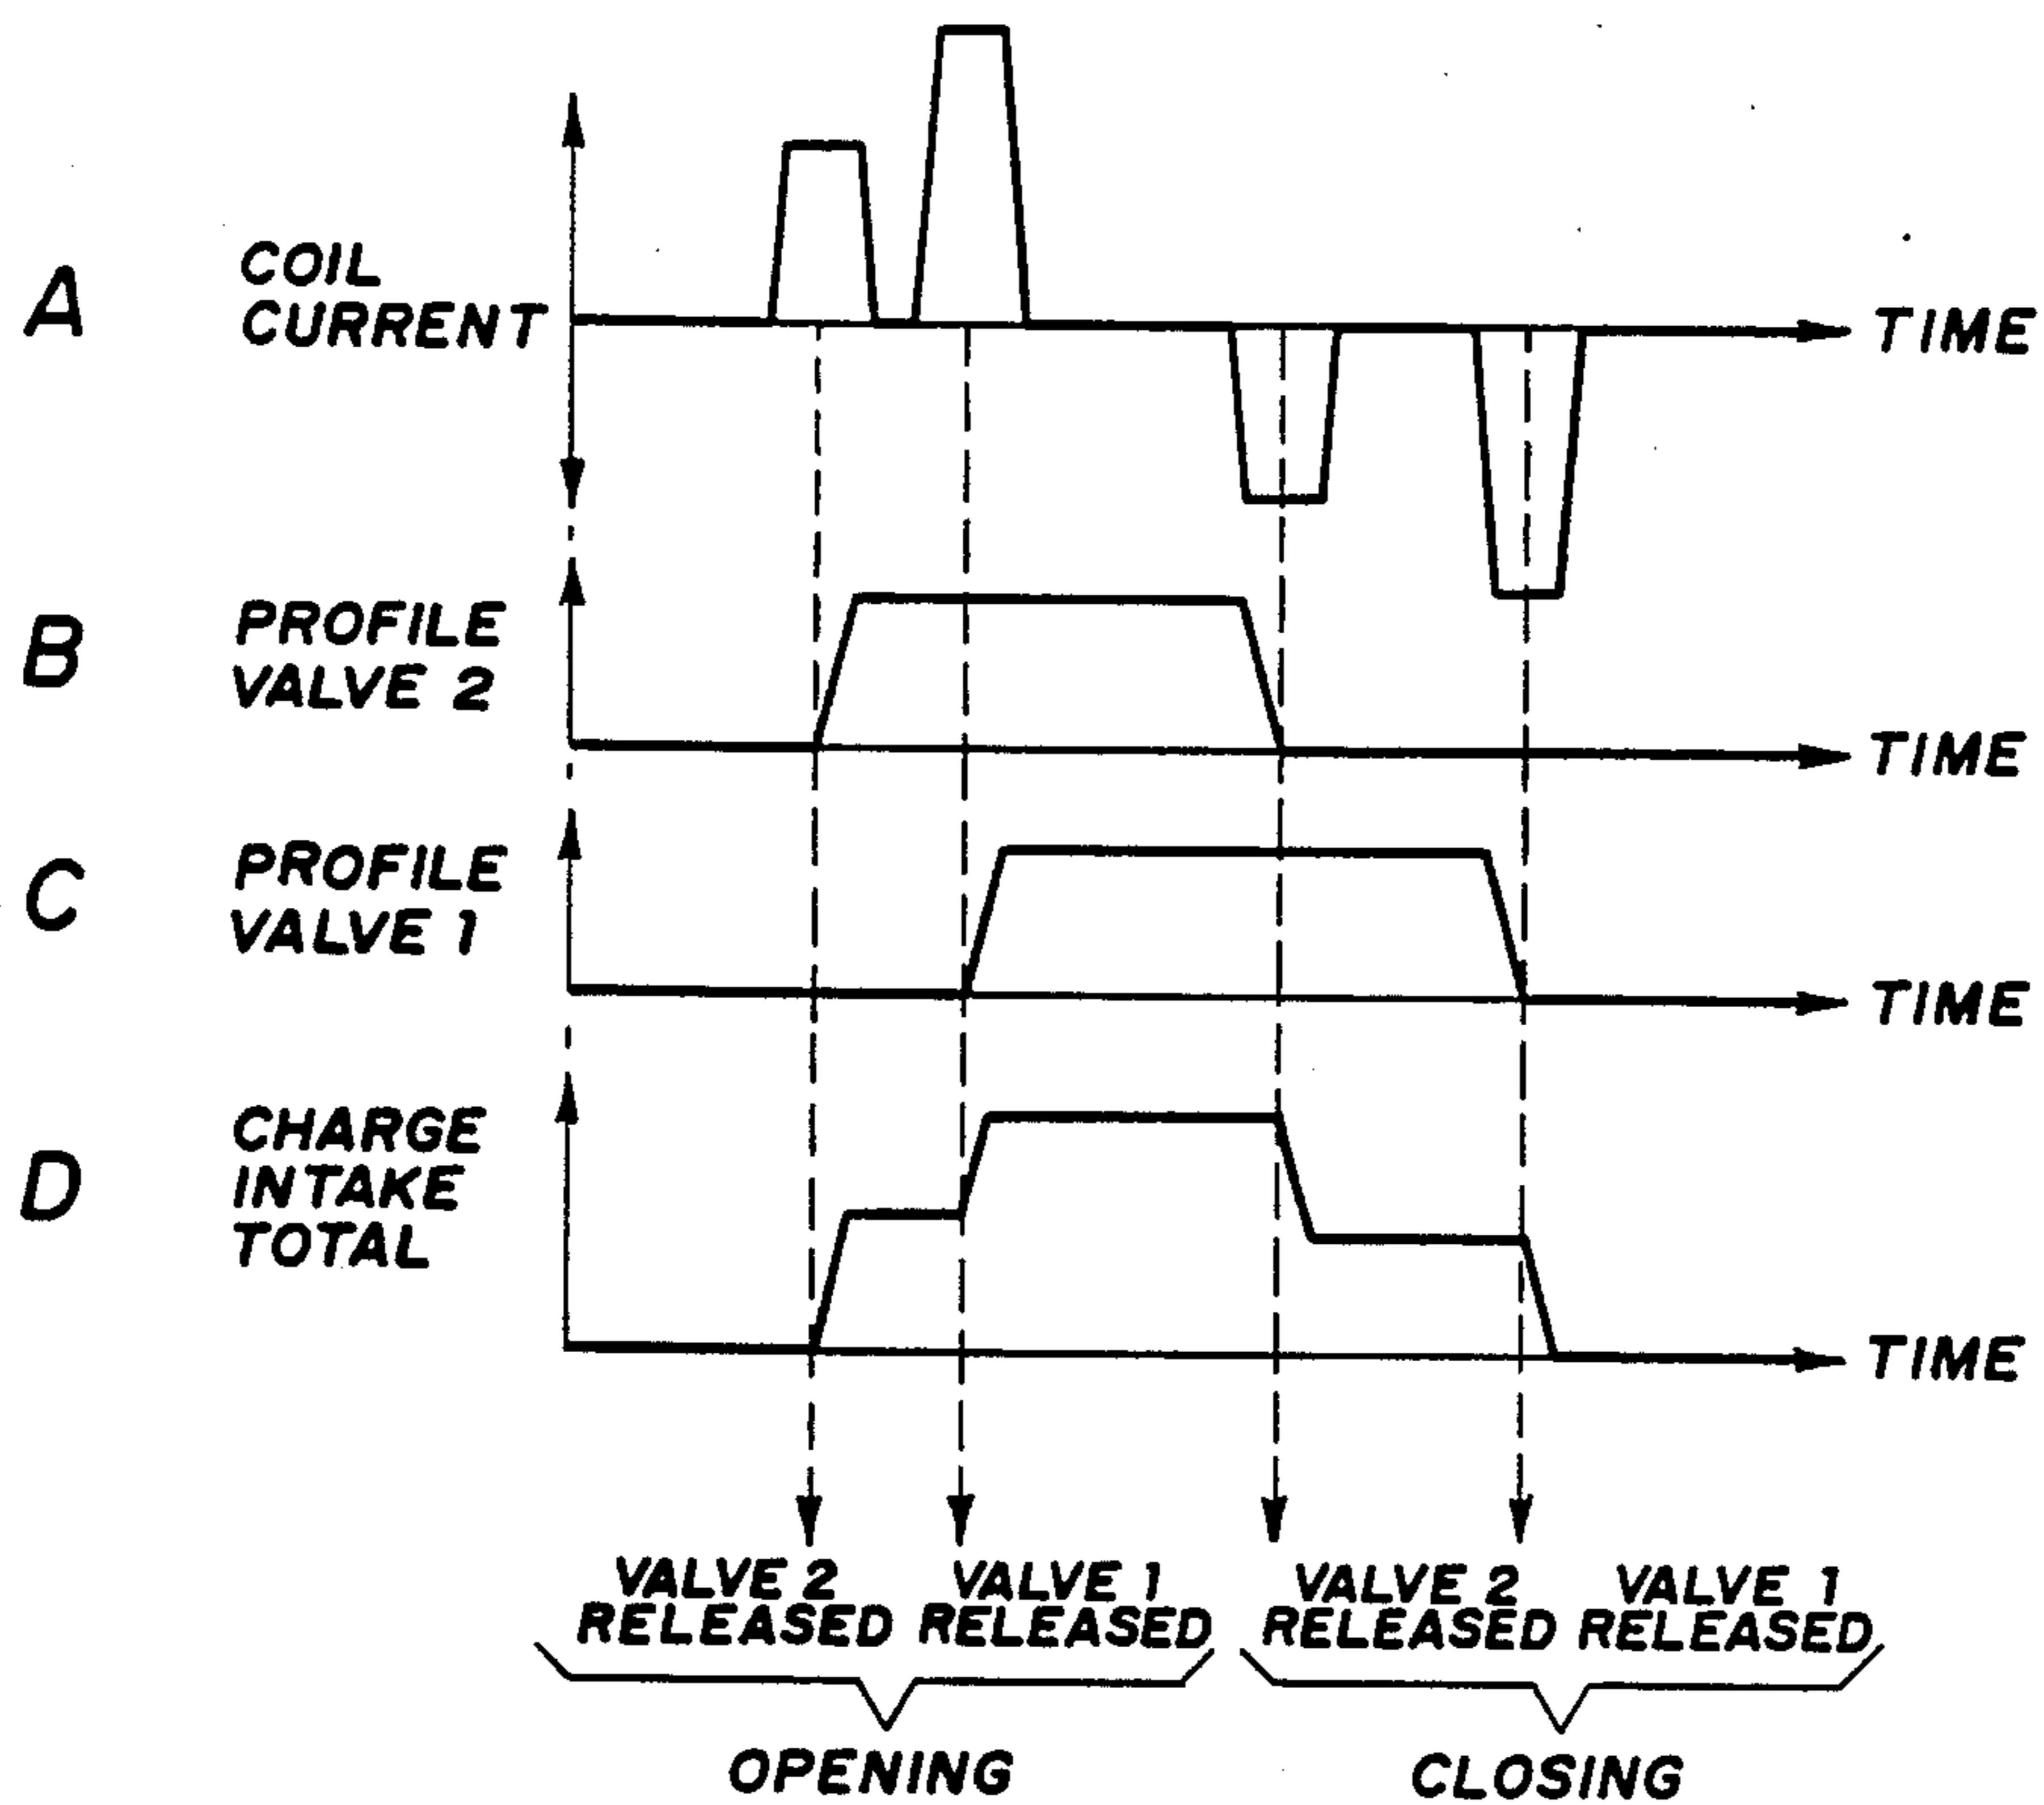 A
COIL
CURRENT
TIME
B
PROFILE
VALVE 2
TIME
C
PROFILE
VALVE 1
TIME
D
CHARGE
INTAKE
TOTAL
TIME
VALVE 2 VALVE 1 VALVE 2 VALVE 1
RELEASED RELEASED RELEASED RELEASED
OPENING CLOSING